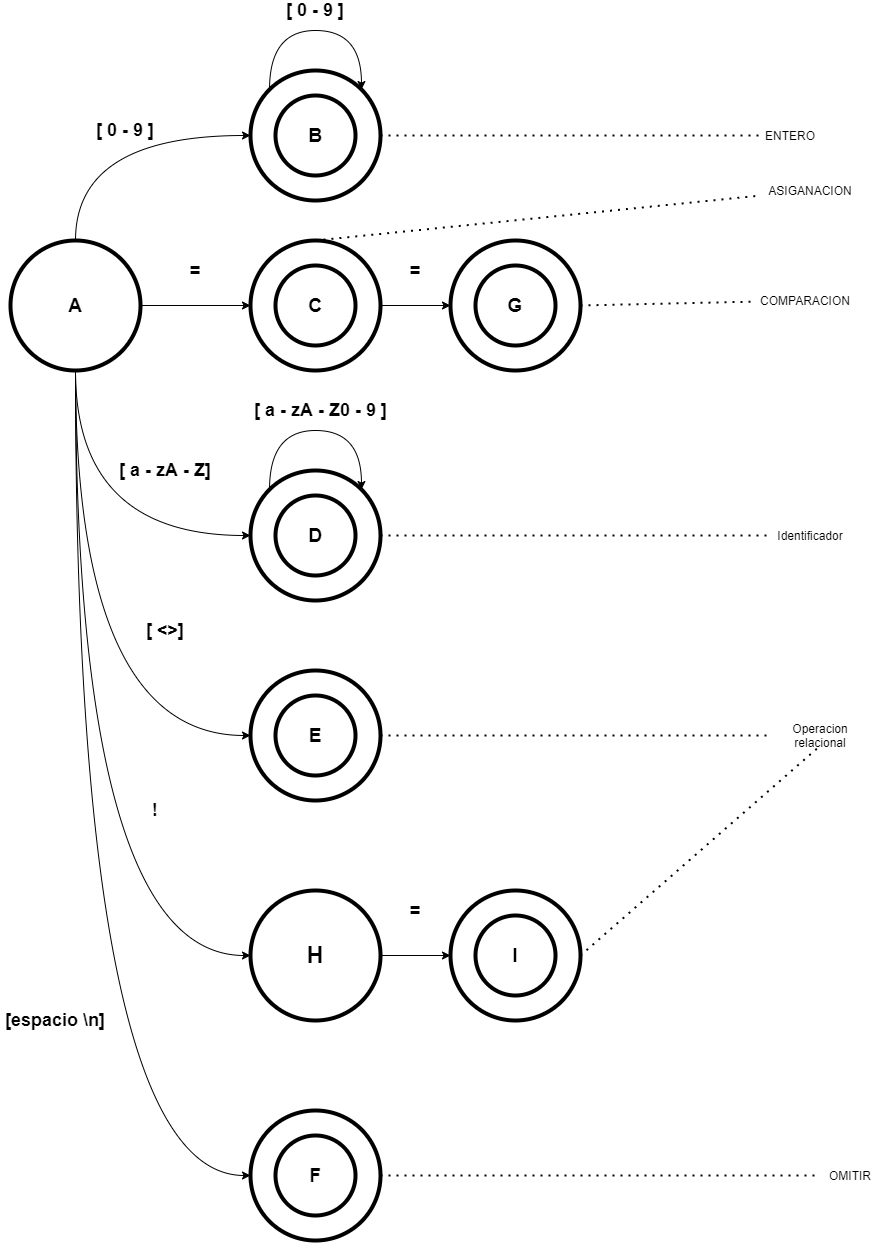 [ 0 - 9 ]
[ 0 - 9 ]
B
ENTERO
ASIGANACION
A
=
C
=
G
COMPARACION
[ a - zA - Z0 - 9 ]
[ a - zA - Z]
D
Identificador
[ <>]
E
Operacion
relacional
!
H
=
I
[espacio \n]
F
OMITIR